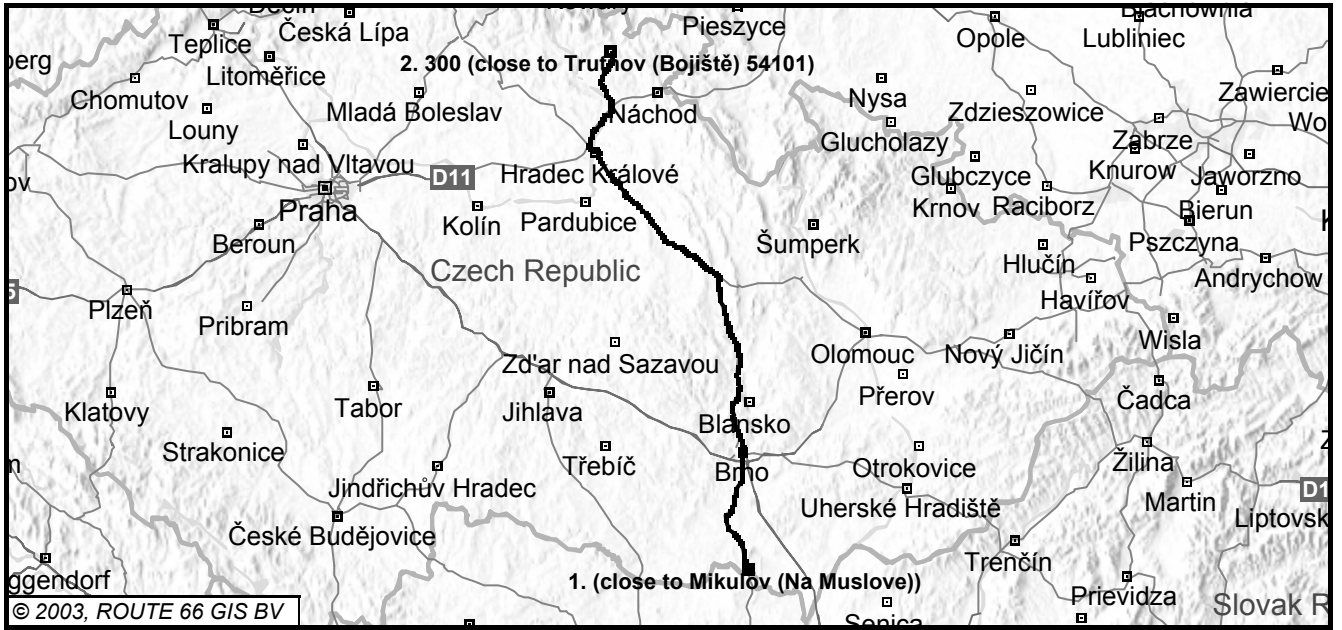 Pieszyce
Opole
Lubliniec
Teplice
Česká Lípa
Litoměřice
2. 300 (close to Trutnov (Bojiště) 54101)
Chomutov
Mladá Boleslav
Náchod
Nysa
Zdzieszowice
Zawiercie
Louny
Glucholazy
Zabrze
Kralupy nad Vltavou
D11
Hradec Králové
Glubczyce
Knurow
Jaworzno
Praha
Kolín
Pardubice
Krnov
Raciborz
Bierun
Beroun
Šumperk
Pszczyna
Czech Republic
Hlučín
Andrychow
Plzeň
Havířov
Pribram
Zd'ar nad Sazavou
Olomouc
Nový Jičín
Wisla
Klatovy
Tabor
Jihlava
Přerov
Čadca
Strakonice
Blansko
Třebíč
Brno
Otrokovice
Žilina
Jindřichův Hradec
Uherské Hradiště
Martin
D1
České Budějovice
Liptovsk
Trenčín
ggendorf
1. (close to Mikulov (Na Muslove))
Prievidza
© 2003, ROUTE 66 GIS BV
Senica
Slovak R